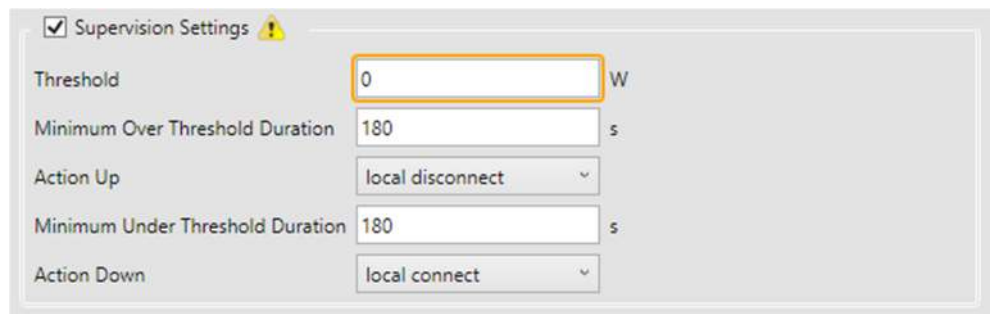 Supervision Settings
Threshold 0 W
Minimum Over Threshold Duration 180 s
Action Up local disconnect
Minimum Under Threshold Duration 180 s
Action Down local connect